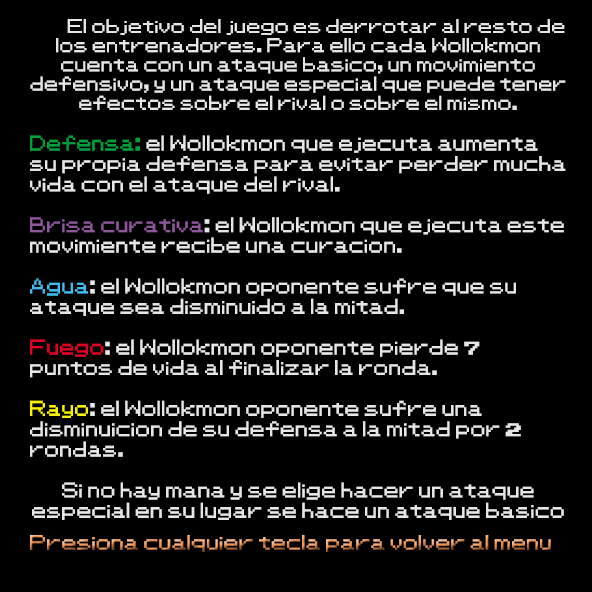 El objetivo del juego es derrotar al resto de
los entrenadores. Para ello cada Wollokmon
cuenta con un ataque basico, un movimiento
defensivo, y un ataque especial que puede tener
efectos sobre el rival o sobre el mismo.
Defensa: el Wollokmon que ejecuta aumenta
su propia defensa para evitar perder mucha
vida con el ataque del rival.
Brisa curativa: el Wollokmon que ejecuta este
movimiento recibe una curacion.
Agua: el Wollokmon oponente sufre que su
ataque sea disminuido a la mitad.
Fuego: el Wollokmon oponente pierde 7
puntos de vida al finalizar la ronda.
Rayo: el Wollokmon oponente sufre una
disminuicion de su defensa a la mitad por 2
rondas.
Si no hay mana y se elige hacer un ataque
especial en su lugar se hace un ataque basico
Presiona cualquier tecla para volver al menu